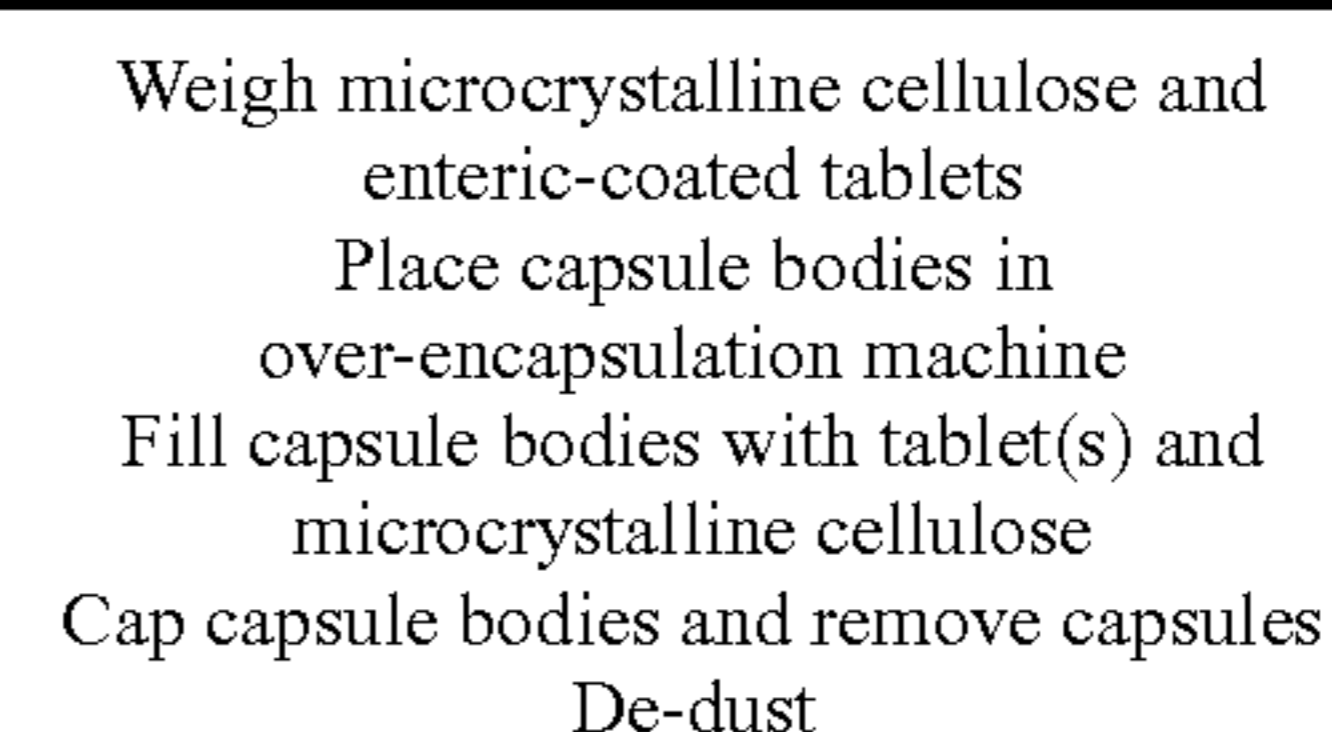 Weigh microcrystalline cellulose and
enteric-coated tablets
Place capsule bodies in
over-encapsulation machine
Fill capsule bodies with tablet(s) and
microcrystalline cellulose
Cap capsule bodies and remove capsules
De-dust